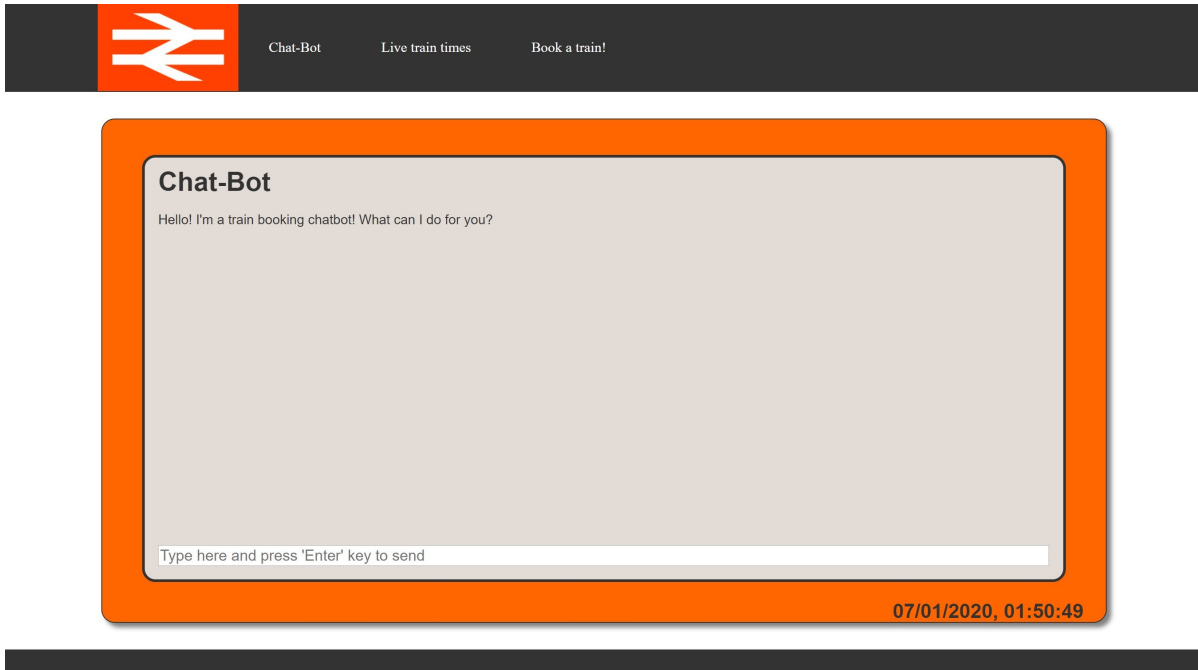 Chat-Bot Live train times Book a train!
Chat-Bot
Hello! I'm a train booking chatbot! What can I do for you?
Type here and press 'Enter' key to send
07/01/2020, 01:50:49